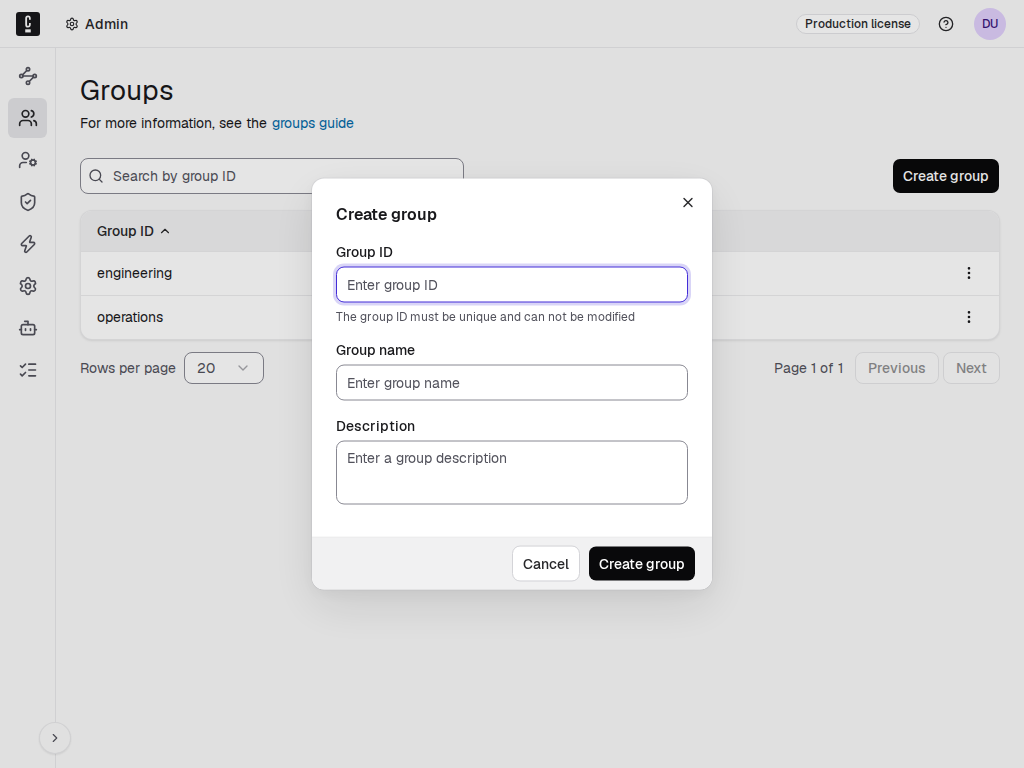 Admin
Production license
DU
Groups
For more information, see the groups guide
Search by group ID
Create group
Group ID
engineering
operations
Rows per page
20
Page 1 of 1
Previous
Next
Create group
Group ID
Enter group ID
The group ID must be unique and can not be modified
Group name
Enter group name
Description
Enter a group description
Cancel
Create group